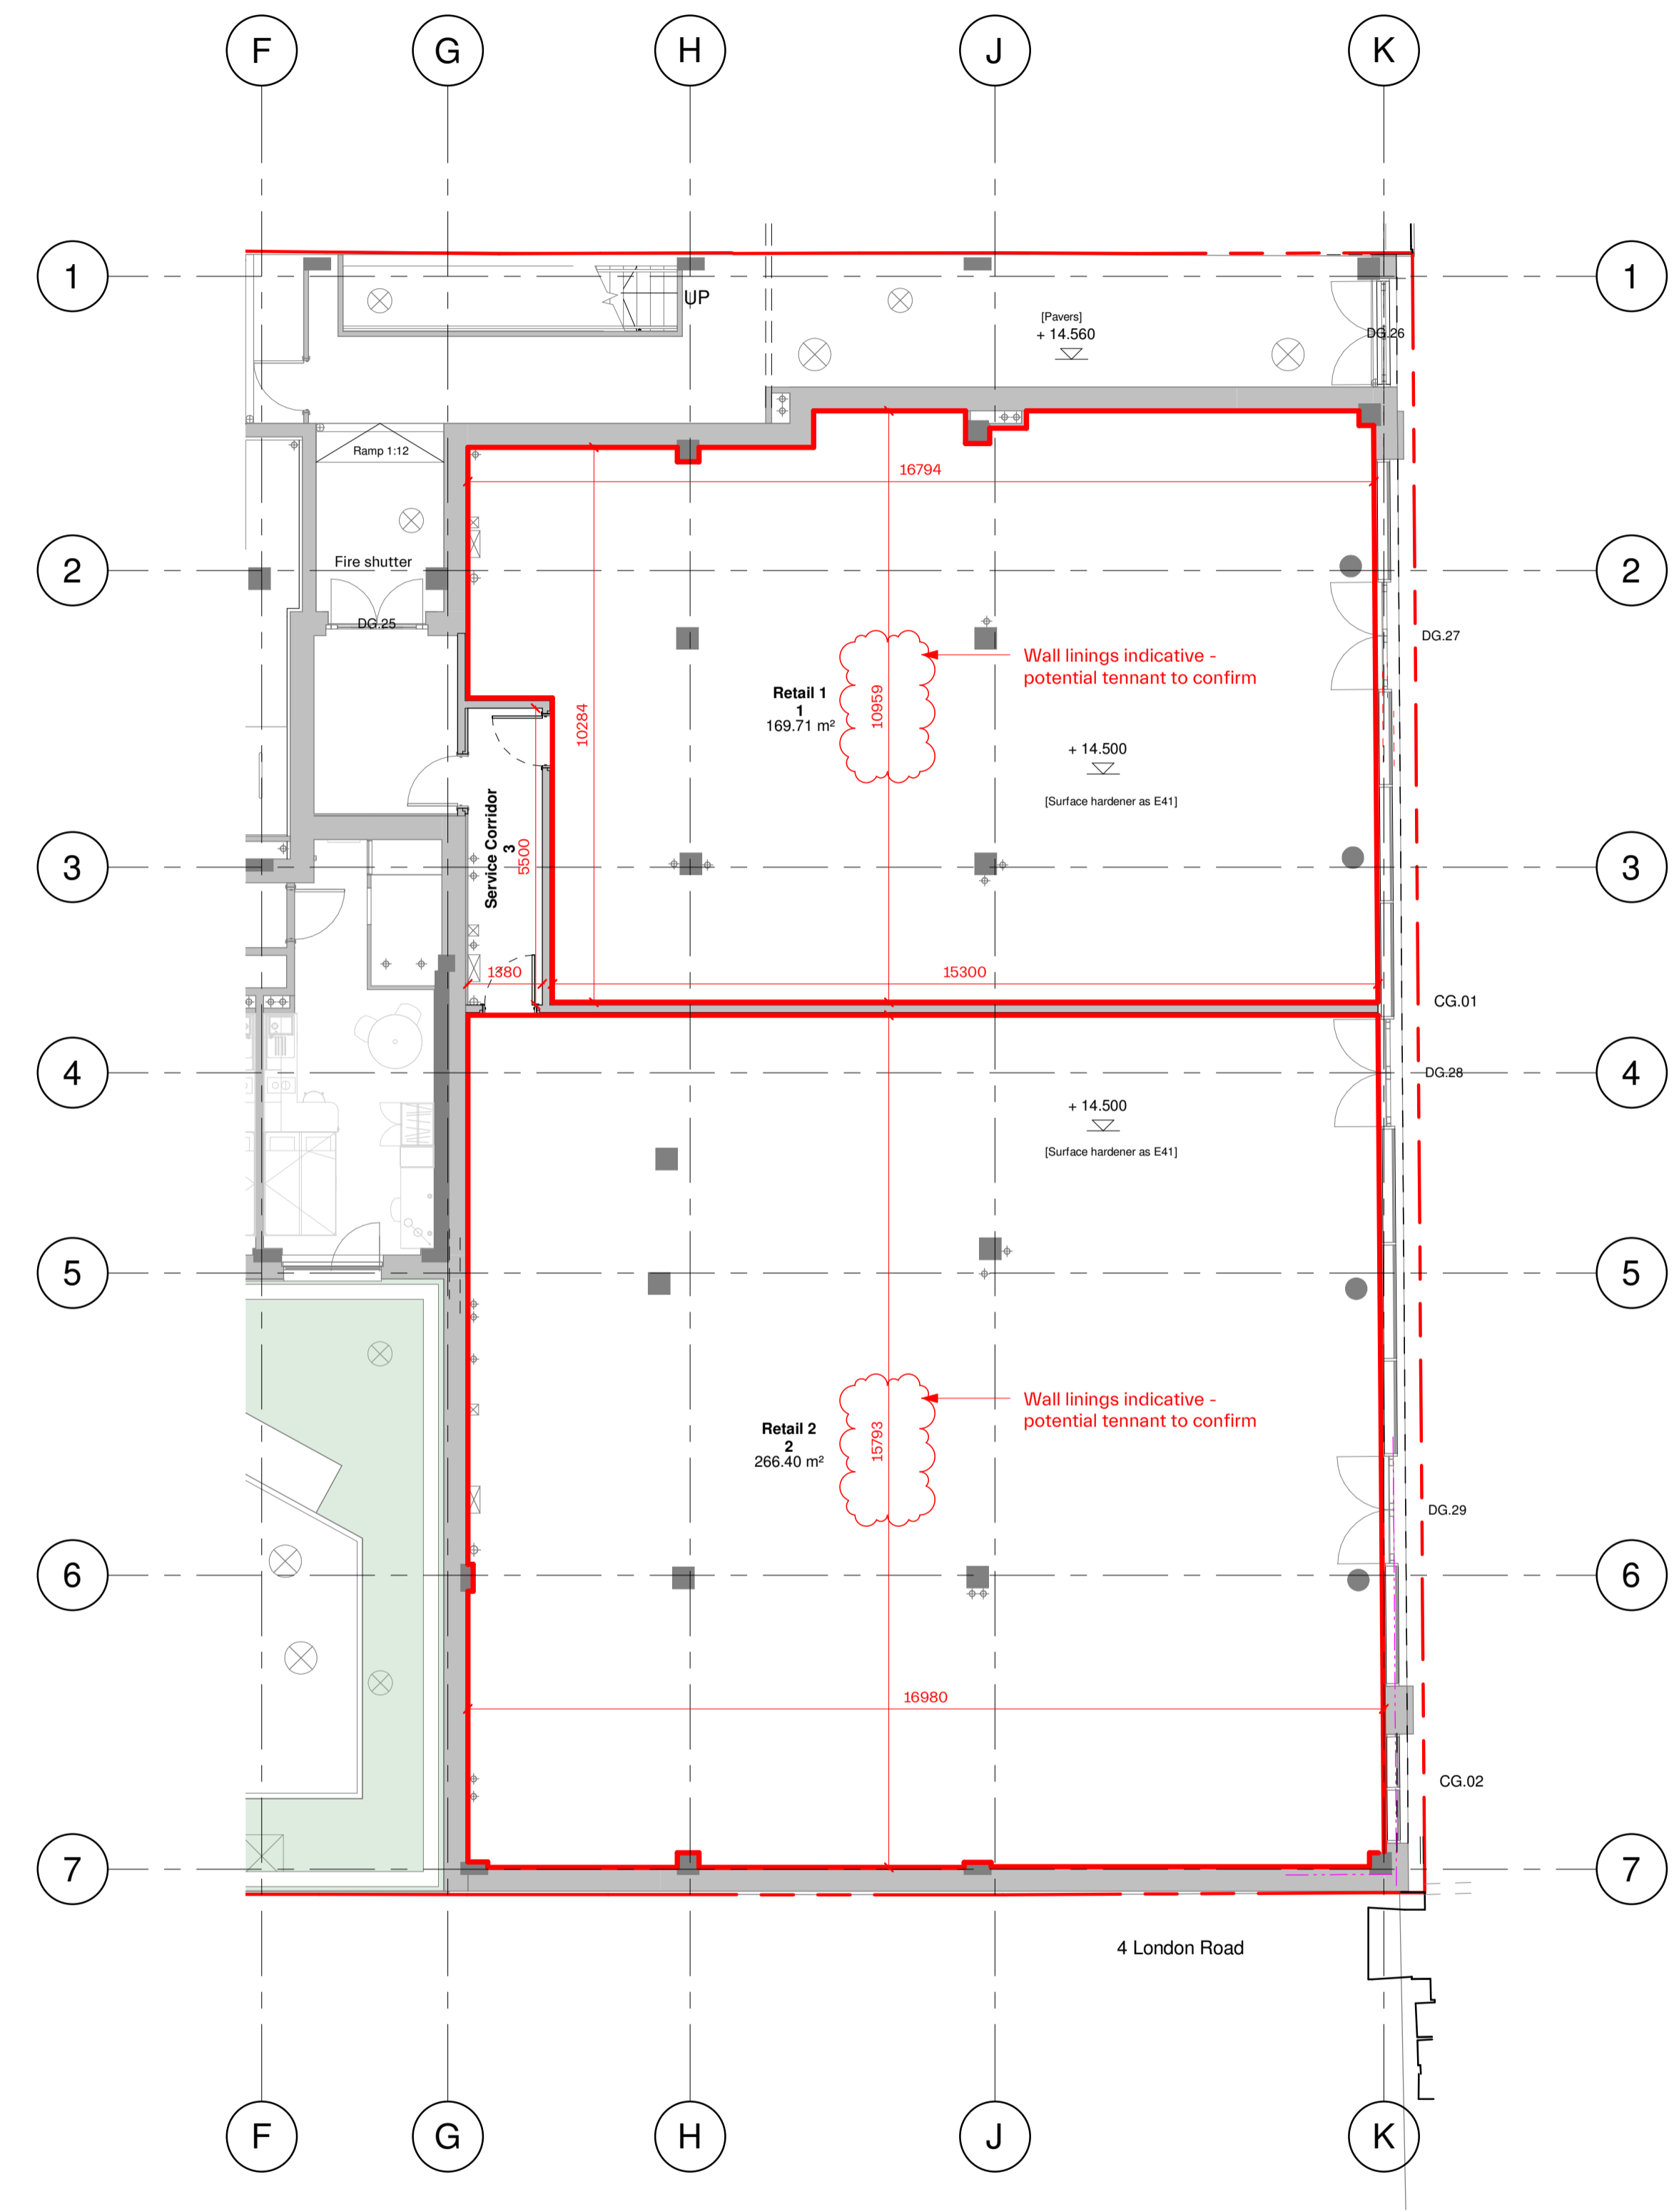 F
G
H
J
K
1
1
UP
[Pavers]
+ 14.560
DG.26
Ramp 1:12
16794
2
Fire shutter
2
DG.25
DG.27
Wall linings indicative -
potential tennant to confirm
Retail 1
1
169.71 m²
10959
10284
+ 14.500
[Surface hardener as E41]
Service Corridor
3
5500
3
3
1380
15300
CG.01
4
DG.28
4
+ 14.500
[Surface hardener as E41]
5
5
Wall linings indicative -
potential tennant to confirm
Retail 2
2
266.40 m²
15793
DG.29
6
6
16980
CG.02
7
7
4 London Road
F
G
H
J
K